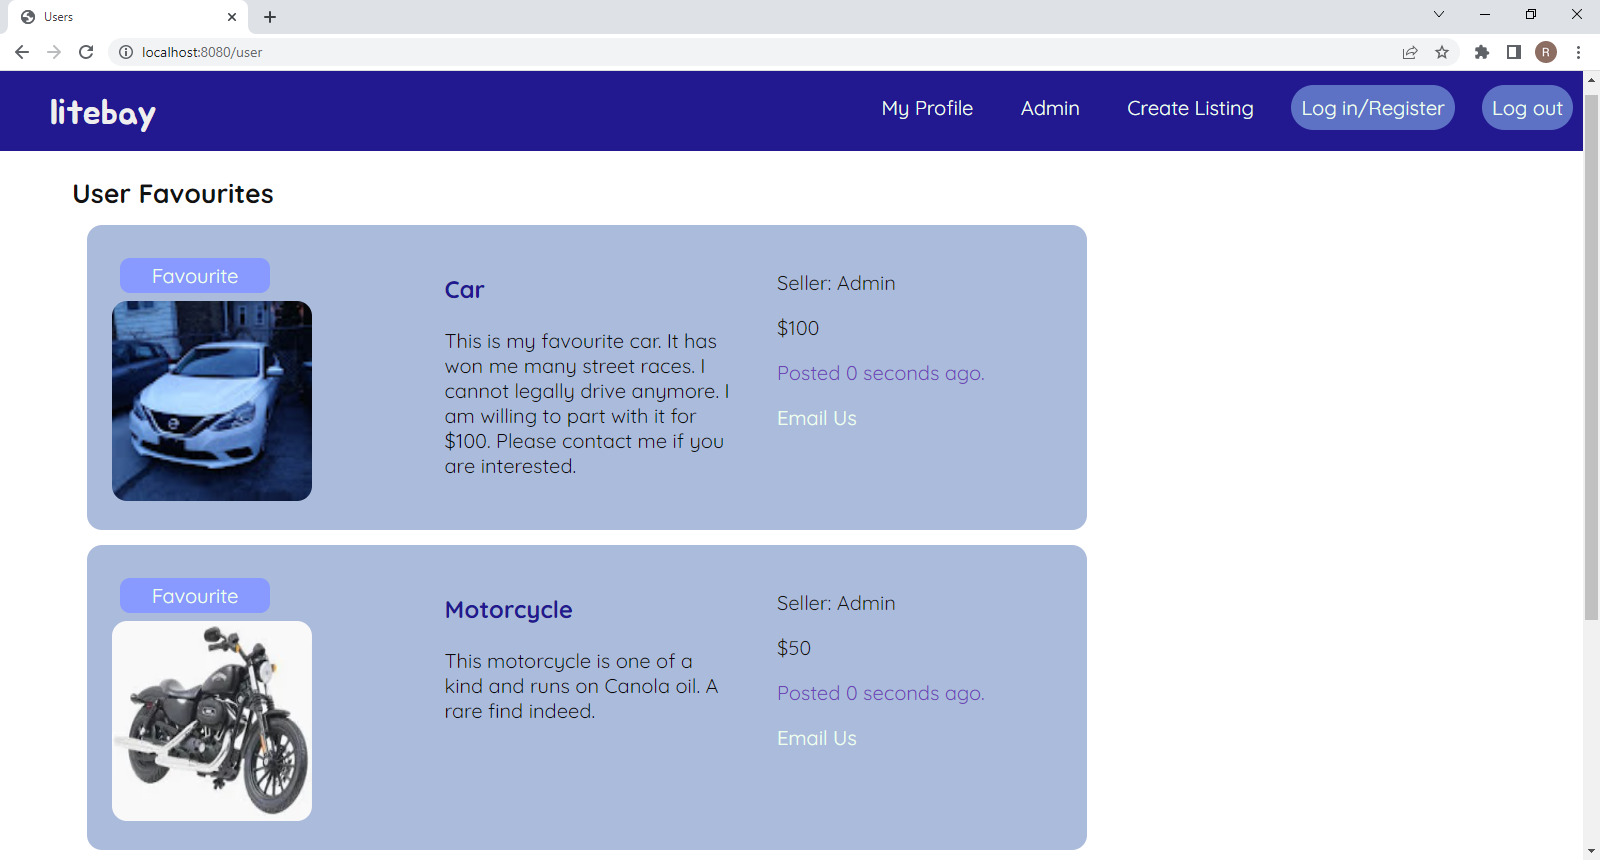 Users
localhost:8080/user
R
litebay
My Profile
Admin
Create Listing
Log in/Register
Log out
User Favourites
Favourite
Car
This is my favourite car. It has
won me many street races. I
cannot legally drive anymore. I
am willing to part with it for
$100. Please contact me if you
are interested.
Seller: Admin
$100
Posted 0 seconds ago.
Email Us
Favourite
Motorcycle
This motorcycle is one of a
kind and runs on Canola oil. A
rare find indeed.
Seller: Admin
$50
Posted 0 seconds ago.
Email Us